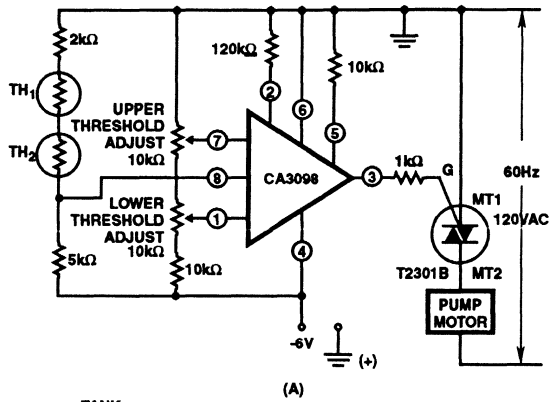 2kΩ
TH1
TH2
5kΩ
UPPER
THRESHOLD
ADJUST
10kΩ
LOWER
THRESHOLD
ADJUST
10kΩ
10kΩ
120kΩ
10kΩ
2
6
5
7
8
1
4
3
CA3098
1kΩ
G
MT1
60Hz
120VAC
T2301B
MT2
PUMP
MOTOR
-6V
(+)
(A)